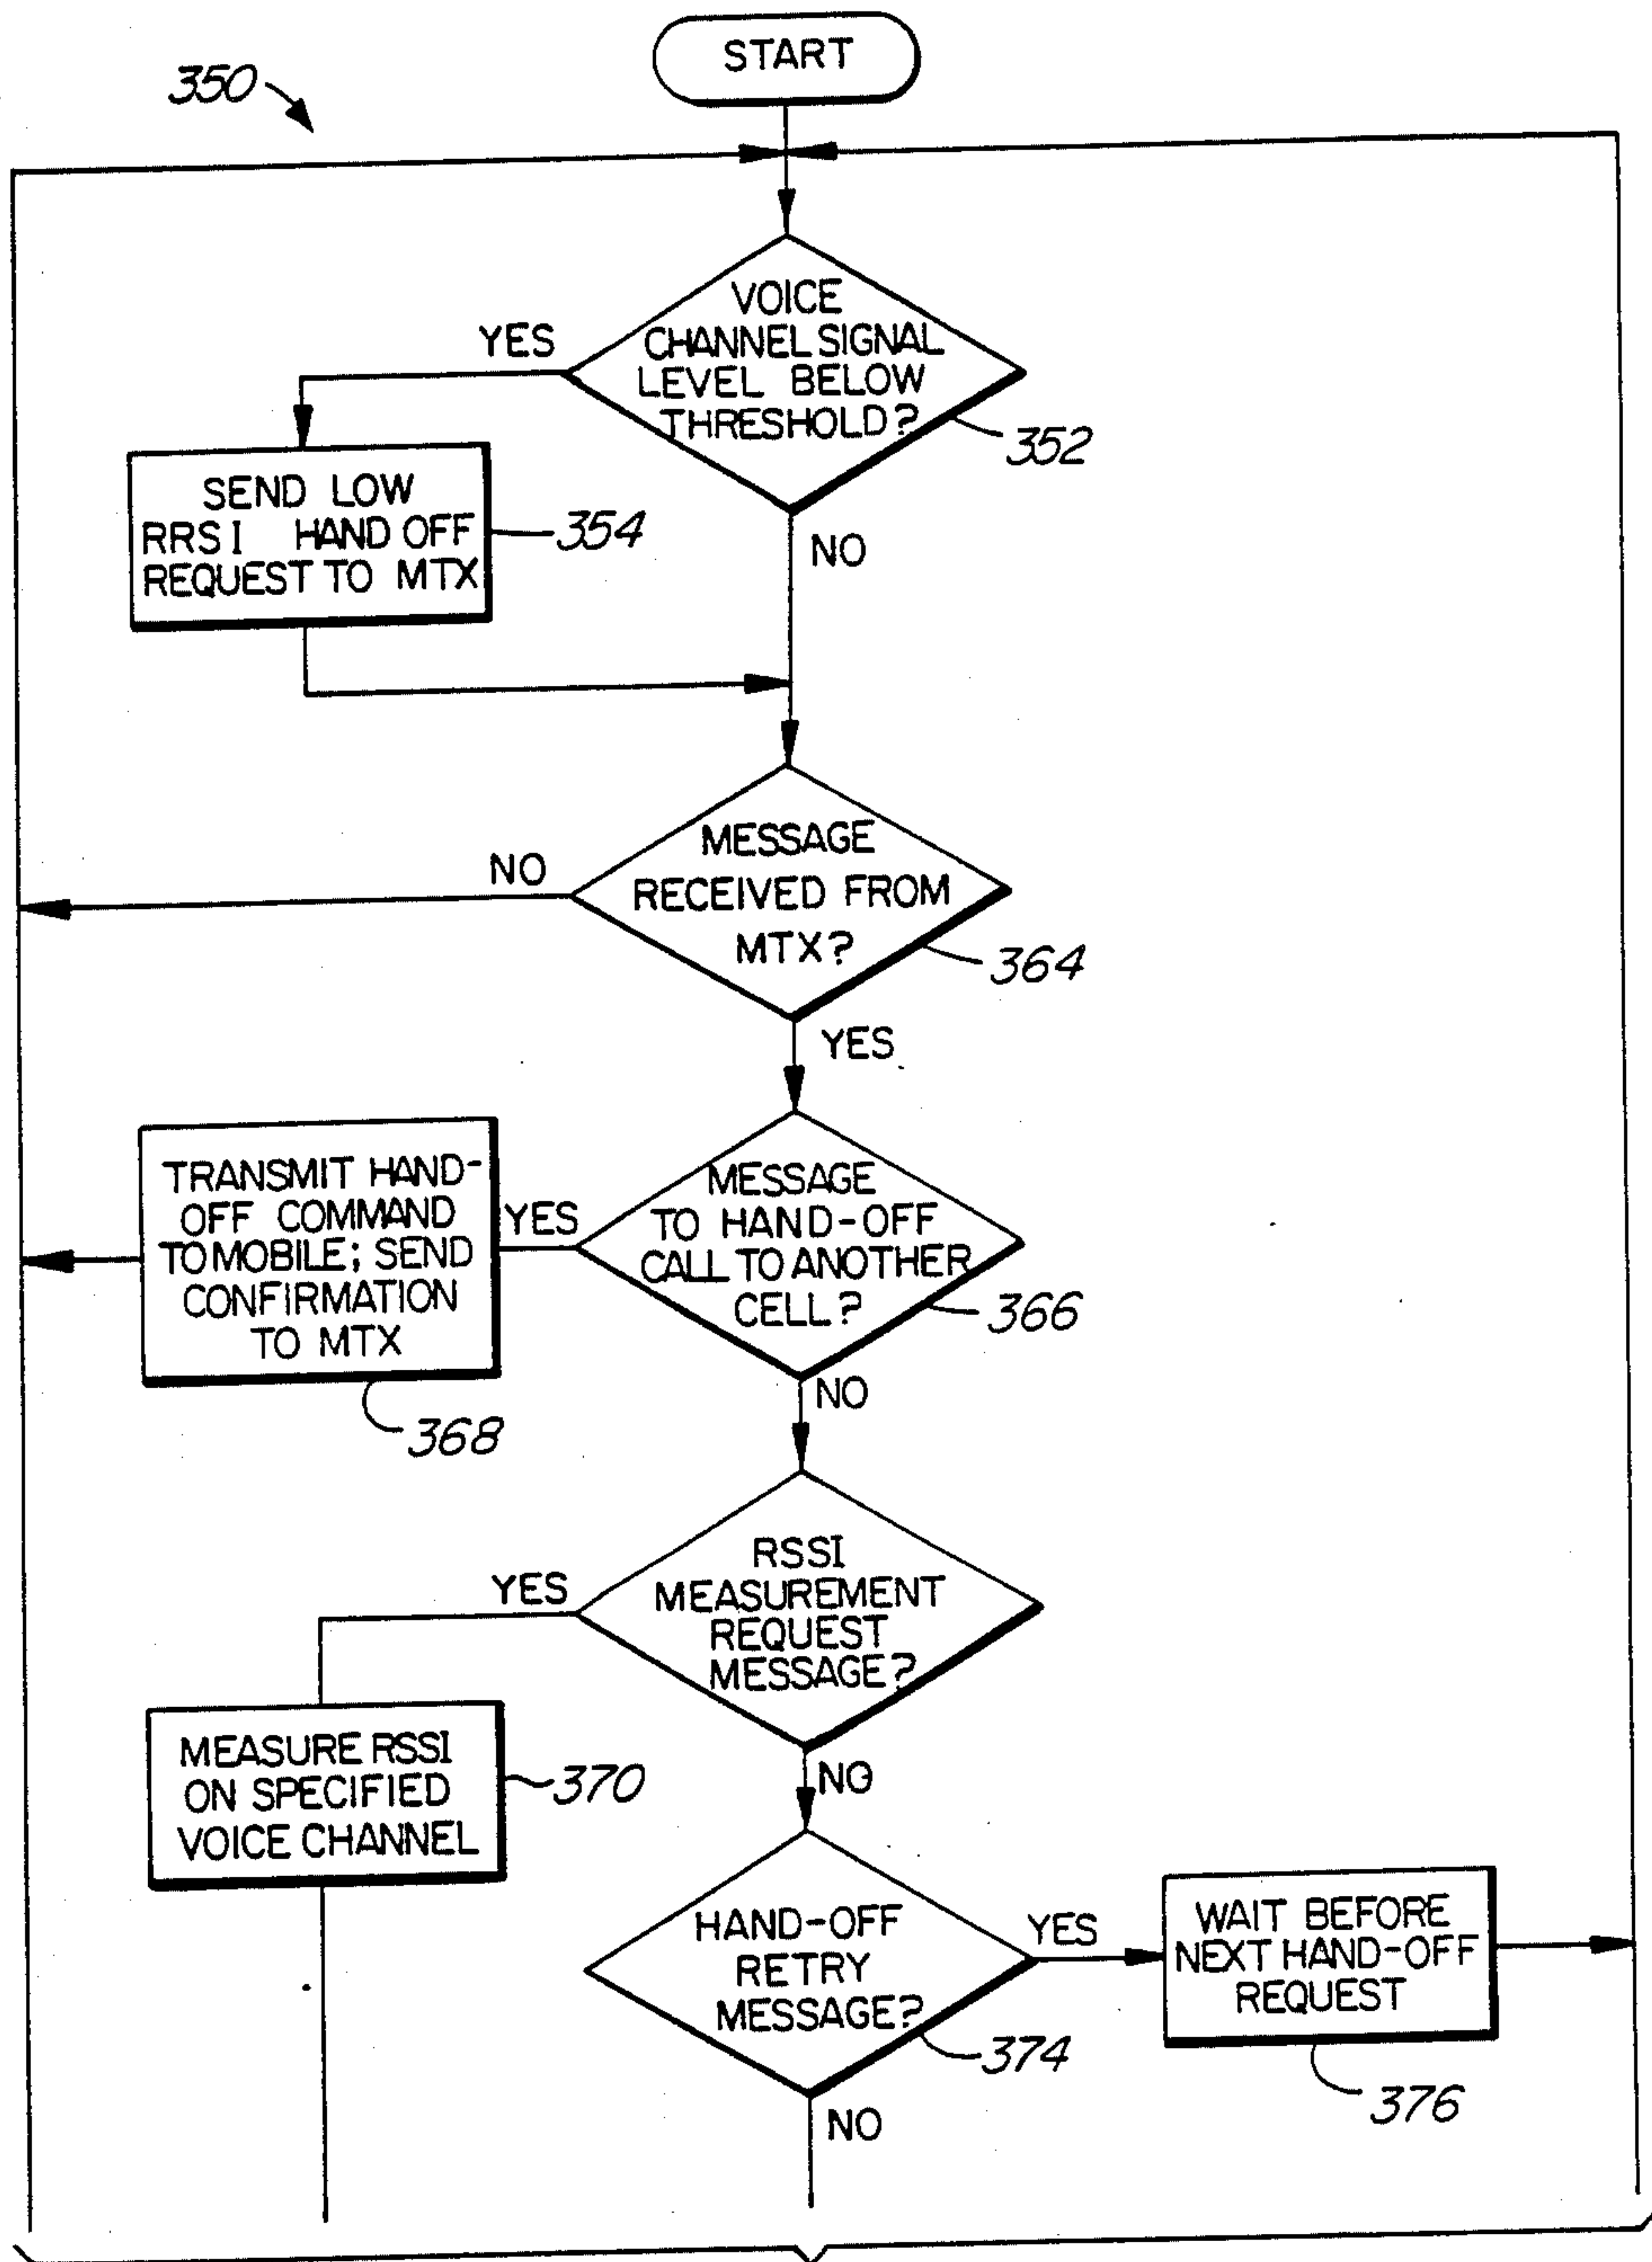 START
350
VOICE
CHANNEL SIGNAL
LEVEL BELOW
THRESHOLD?
YES
352
SEND LOW
RRSI HAND OFF
REQUEST TO MTX
354
NO
MESSAGE
RECEIVED FROM
MTX?
NO
364
YES
MESSAGE
TO HAND-OFF
CALL TO ANOTHER
CELL?
YES
366
TRANSMIT HAND-
OFF COMMAND
TO MOBILE; SEND
CONFIRMATION
TO MTX
368
NO
RSSI
MEASUREMENT
REQUEST
MESSAGE?
YES
MEASURE RSSI
ON SPECIFIED
VOICE CHANNEL
370
NO
HAND-OFF
RETRY
MESSAGE?
YES
374
WAIT BEFORE
NEXT HAND-OFF
REQUEST
376
NO